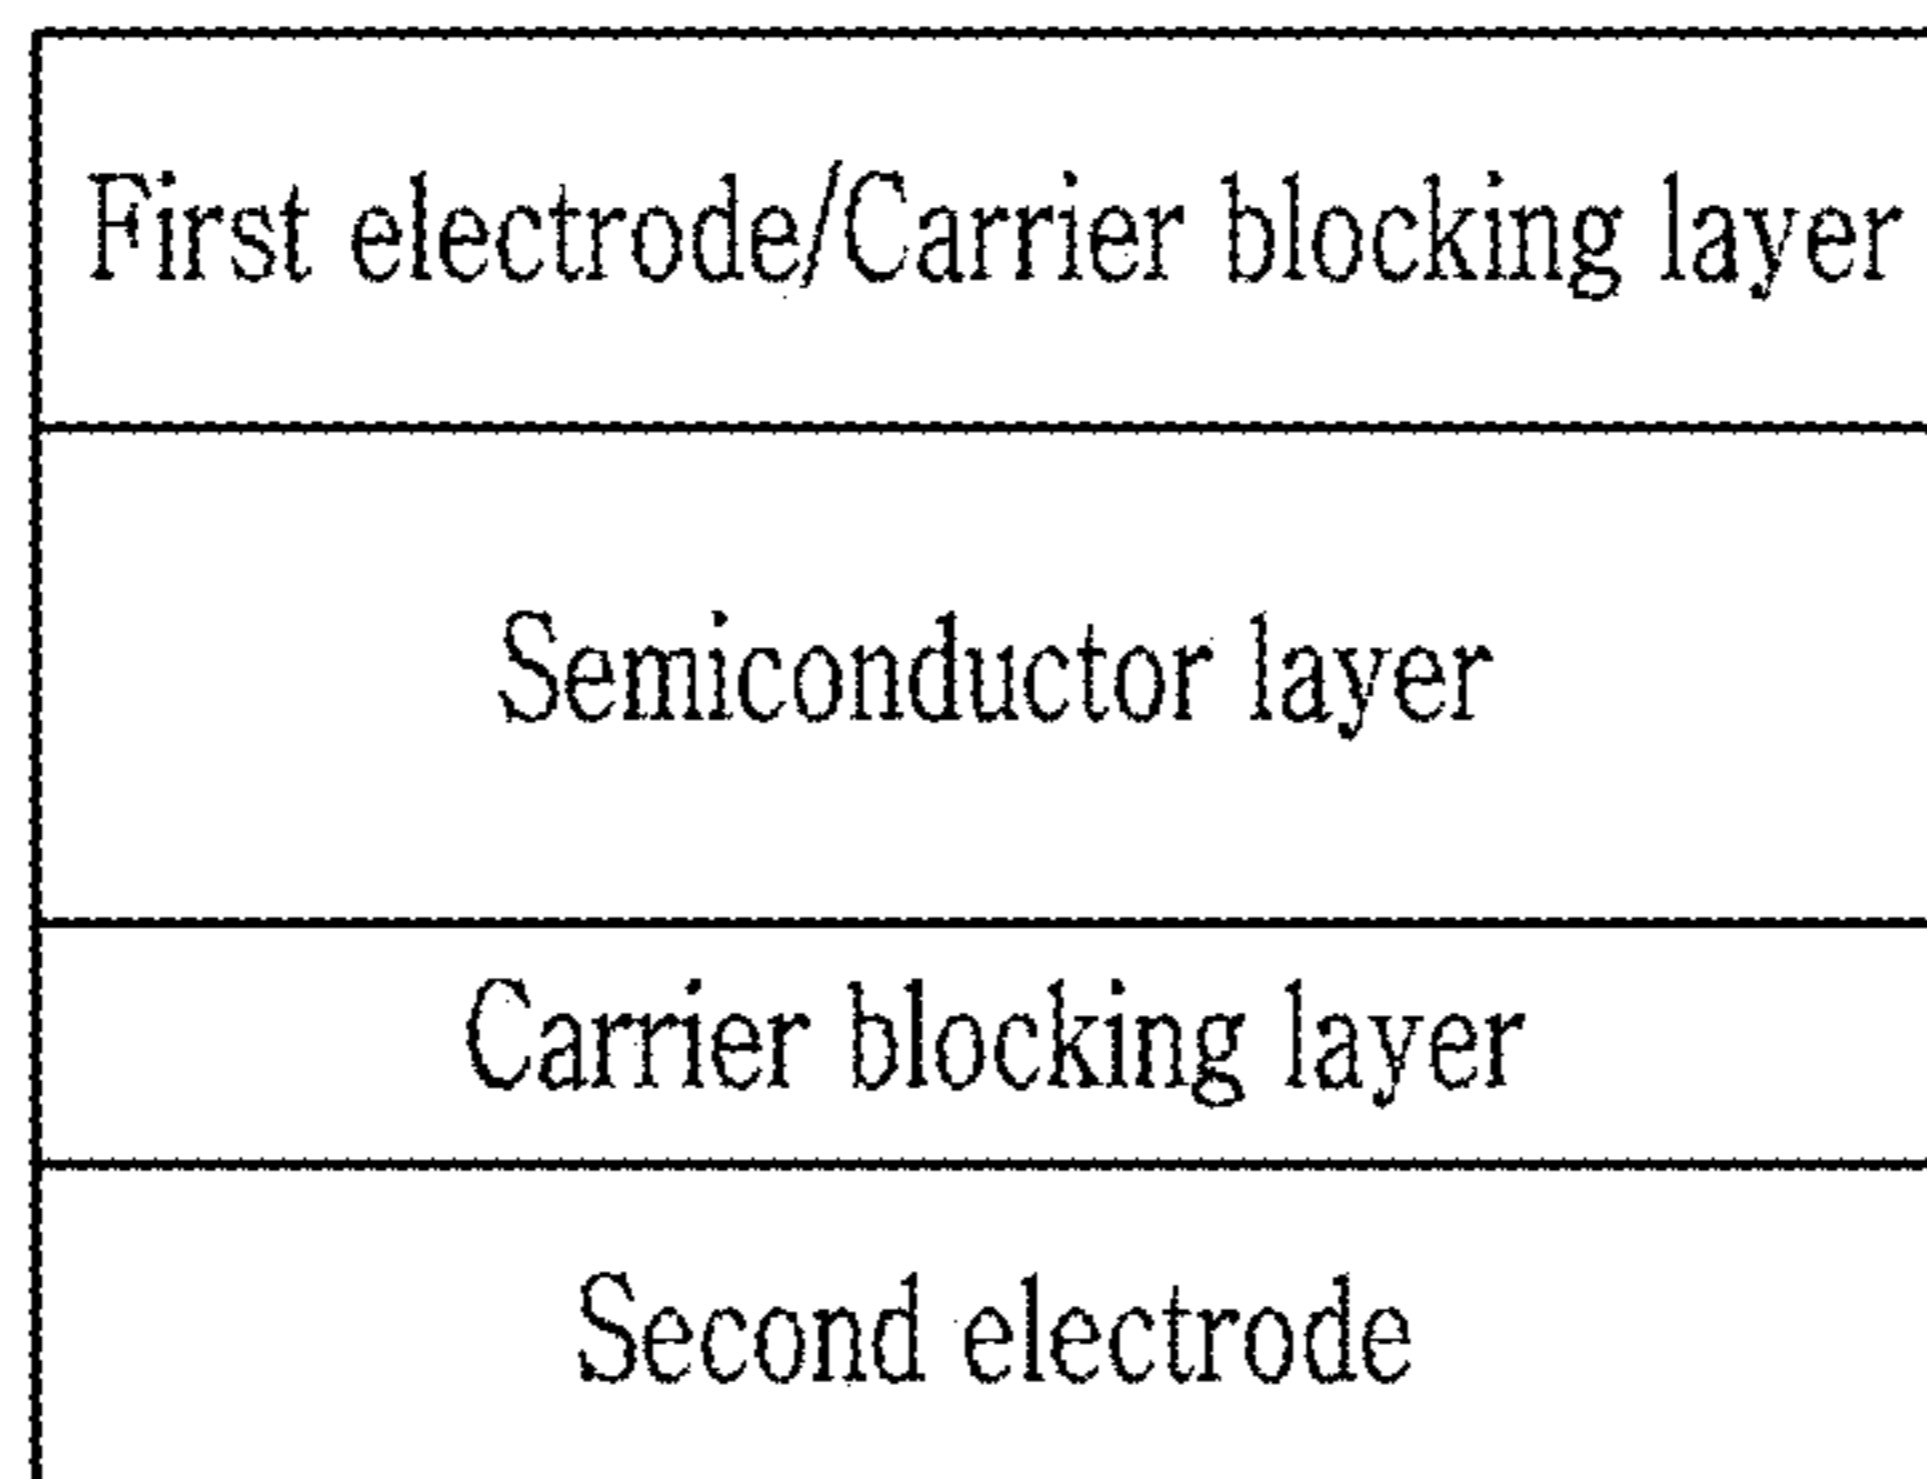 First electrode/Carrier blocking layer
Semiconductor layer
Carrier blocking layer
Second electrode